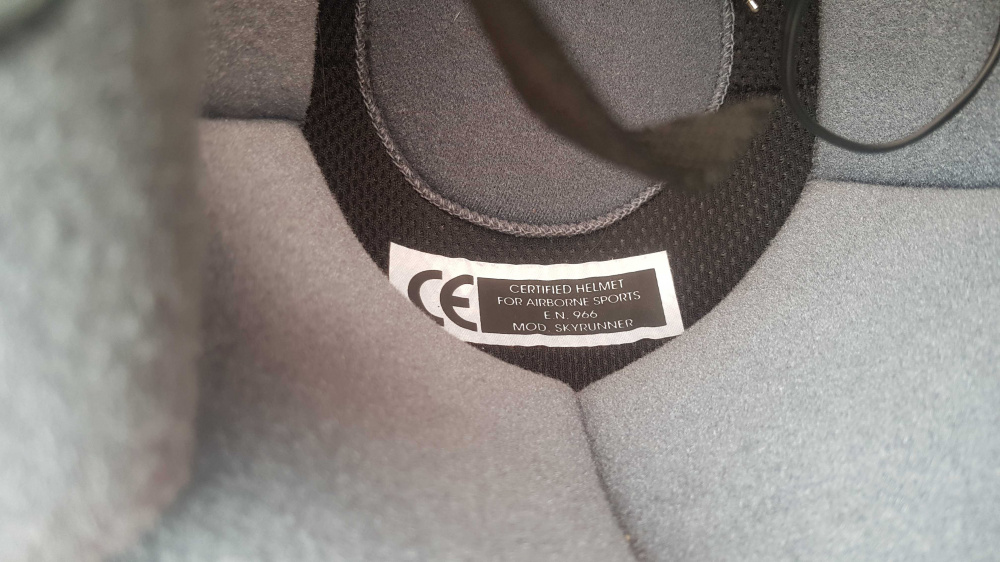 CE
CERTIFIED HELMET
FOR AIRBORNE SPORTS
E.N. 966
MOD. SKYRUNNER